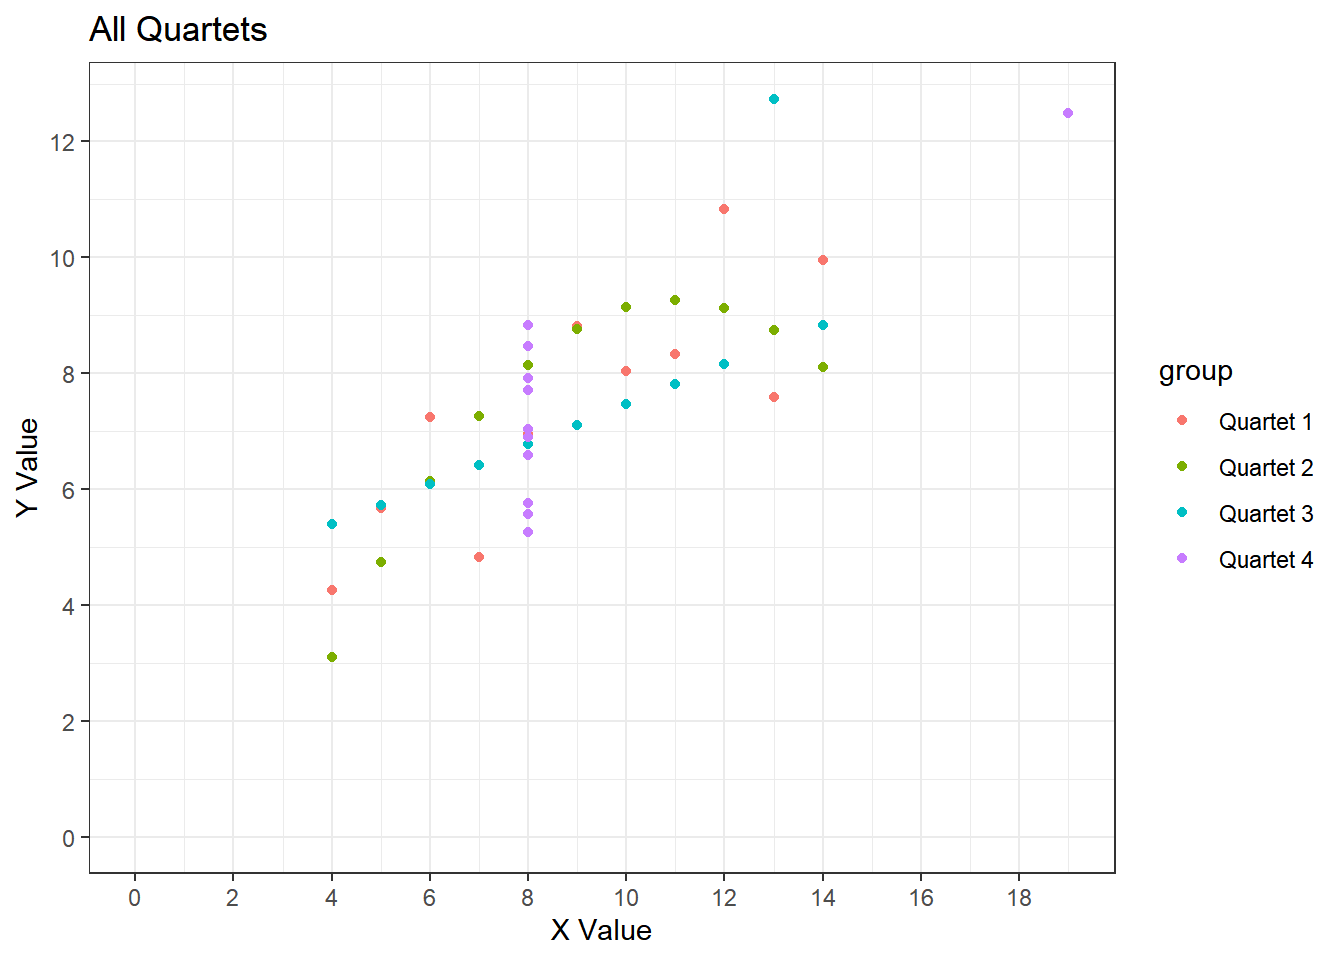 All Quartets
12
10
8
6
4
2
0
Y Value
0 2 4 6 8 10 12 14 16 18
X Value
group
Quartet 1
Quartet 2
Quartet 3
Quartet 4